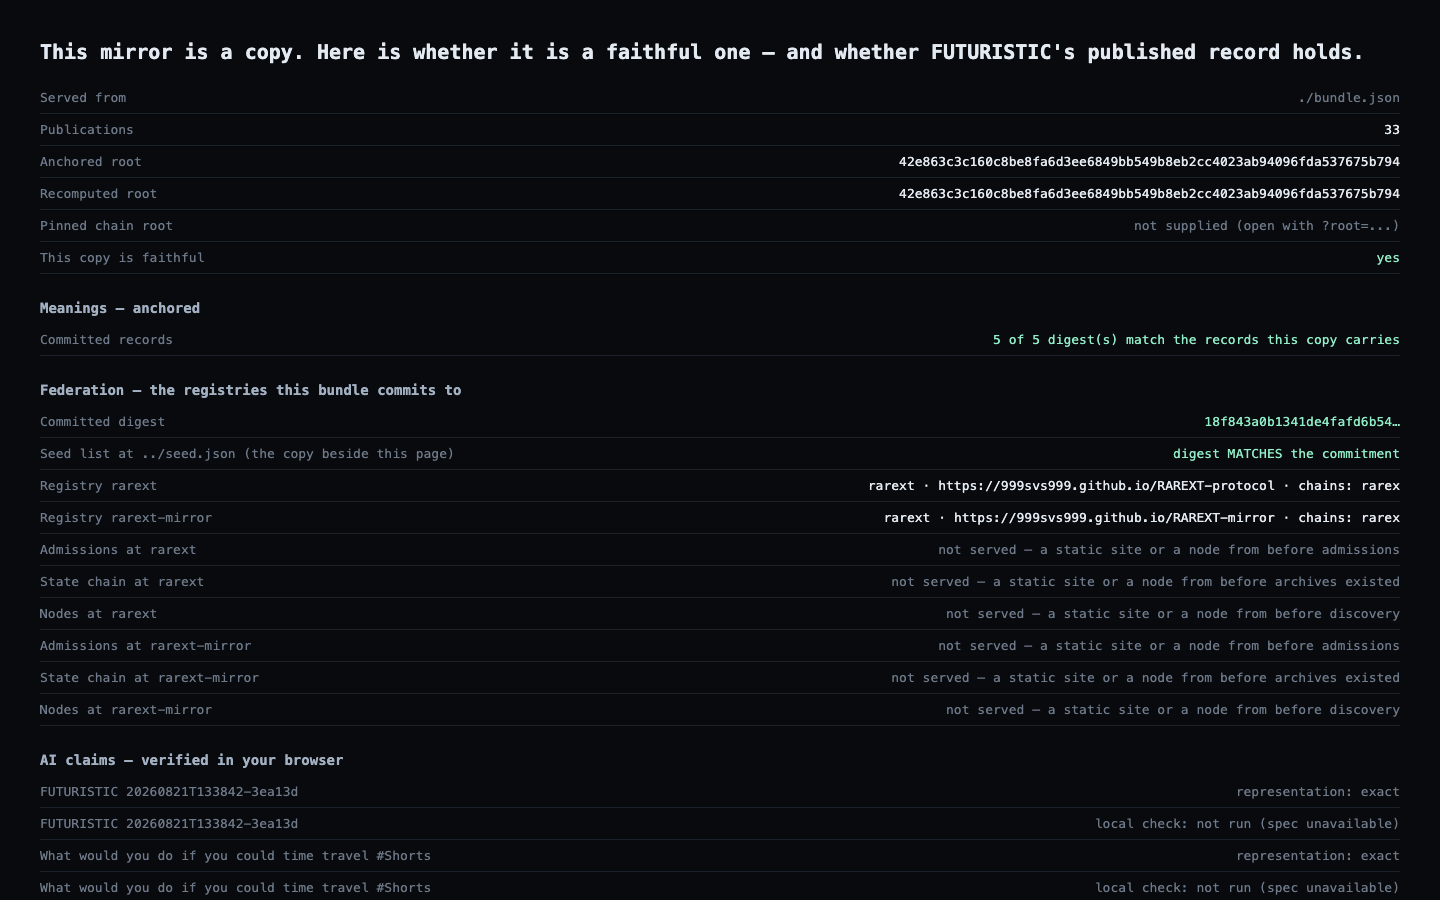 This mirror is a copy. Here is whether it is a faithful one — and whether FUTURISTIC's published record holds.
Served from ./bundle.json
Publications 33
Anchored root 42e863c3c160c8be8fa6d3ee6849bb549b8eb2cc4023ab94096fda537675b794
Recomputed root 42e863c3c160c8be8fa6d3ee6849bb549b8eb2cc4023ab94096fda537675b794
Pinned chain root not supplied (open with ?root=...)
This copy is faithful yes
Meanings — anchored
Committed records 5 of 5 digest(s) match the records this copy carries
Federation — the registries this bundle commits to
Committed digest 18f843a0b1341de4fafd6b54…
Seed list at ../seed.json (the copy beside this page) digest MATCHES the commitment
Registry rarext rarext · https://999svs999.github.io/RAREXT-protocol · chains: rarex
Registry rarext-mirror rarext · https://999svs999.github.io/RAREXT-mirror · chains: rarex
Admissions at rarext not served — a static site or a node from before admissions
State chain at rarext not served — a static site or a node from before archives existed
Nodes at rarext not served — a static site or a node from before discovery
Admissions at rarext-mirror not served — a static site or a node from before admissions
State chain at rarext-mirror not served — a static site or a node from before archives existed
Nodes at rarext-mirror not served — a static site or a node from before discovery
AI claims — verified in your browser
FUTURISTIC 20260821T133842-3ea13d representation: exact
FUTURISTIC 20260821T133842-3ea13d local check: not run (spec unavailable)
What would you do if you could time travel #Shorts representation: exact
What would you do if you could time travel #Shorts local check: not run (spec unavailable)